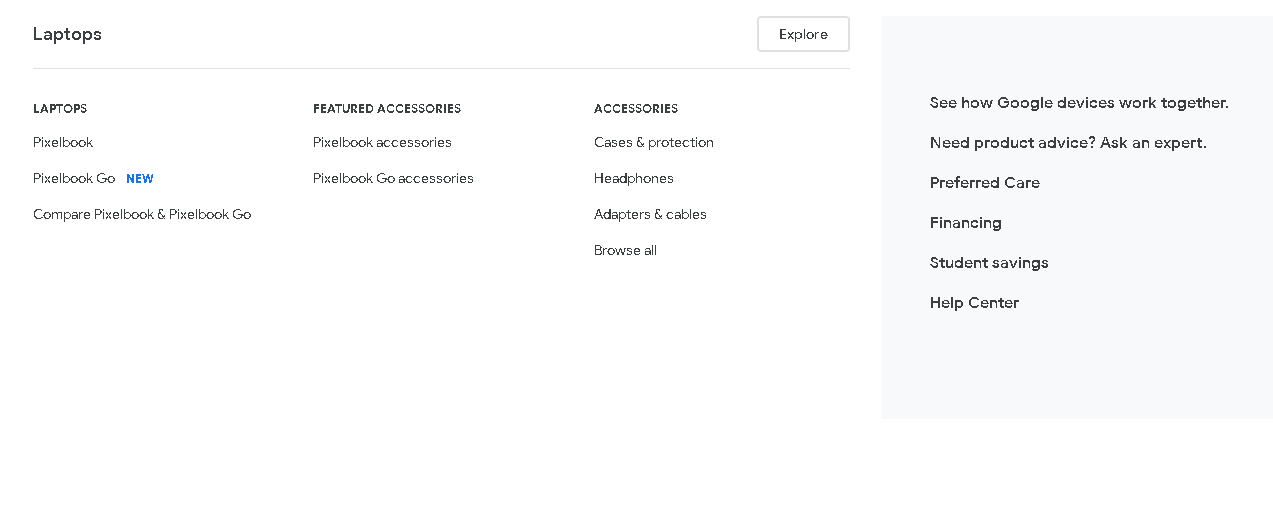 Laptops
Explore
LAPTOPS
Pixelbook
Pixelbook Go NEW
Compare Pixelbook & Pixelbook Go
FEATURED ACCESSORIES
Pixelbook accessories
Pixelbook Go accessories
ACCESSORIES
Cases & protection
Headphones
Adapters & cables
Browse all
See how Google devices work together.
Need product advice? Ask an expert.
Preferred Care
Financing
Student savings
Help Center